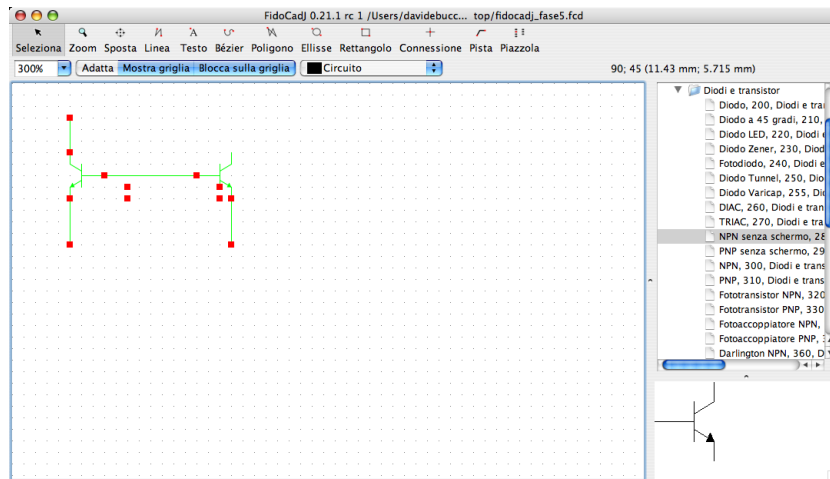 FidoCadJ 0.21.1 rc 1 /Users/davidebucc... top/fidocadj_fase5.fcd
Seleziona Zoom Sposta Linea Testo Bézier Poligono Ellisse Rettangolo Connessione Pista Piazzola
300% Adatta Mostra griglia Blocca sulla griglia Circuito 90; 45 (11.43 mm; 5.715 mm)
Diodi e transistor
Diodo, 200, Diodi e tra
Diodo a 45 gradi, 210,
Diodo LED, 220, Diodi
Diodo Zener, 230, Diod
Fotodiodo, 240, Diodi e
Diodo Tunnel, 250, Dio
Diodo Varicap, 255, Di
DIAC, 260, Diodi e tran
TRIAC, 270, Diodi e tra
NPN senza schermo, 28
PNP senza schermo, 29
NPN, 300, Diodi e trans
PNP, 310, Diodi e trans
Fototransistor NPN, 320
Fototransistor PNP, 330
Fotoaccoppiatore NPN,
Fotoaccoppiatore PNP,
Darlington NPN, 360, D